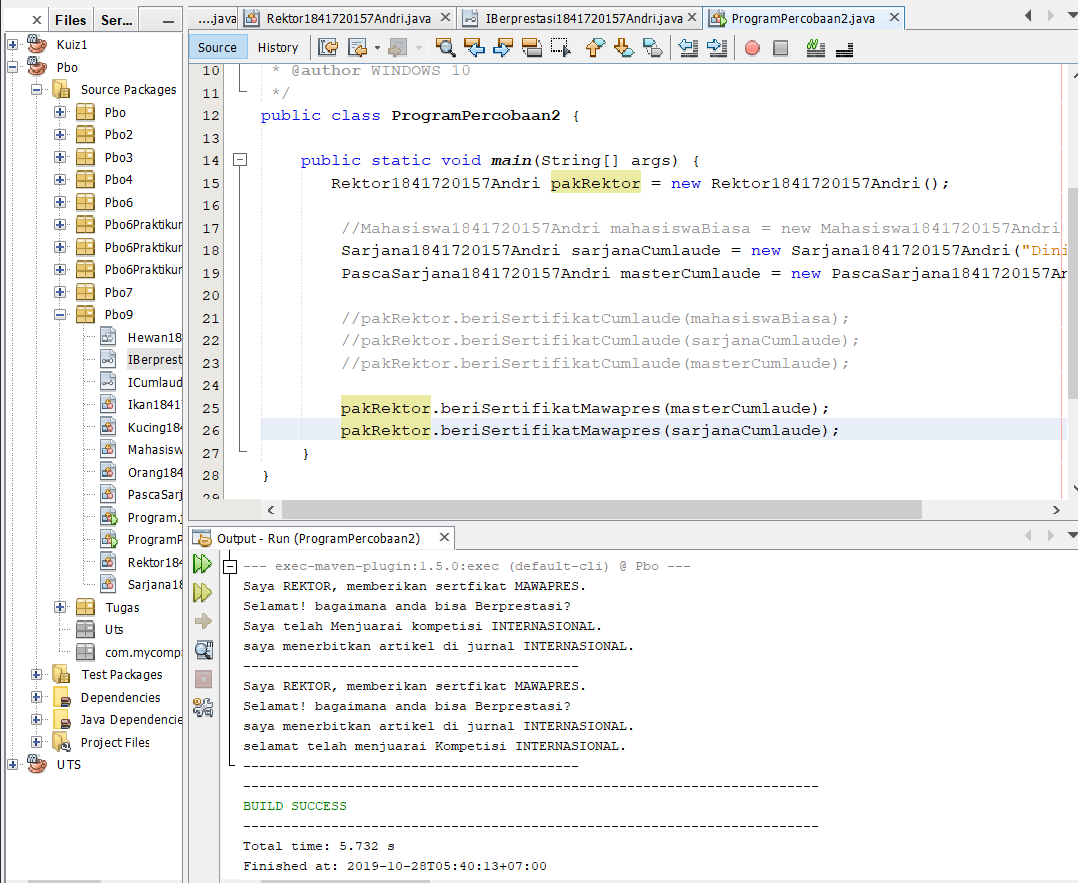 Files
Ser...
Kuiz1
Pbo
Source Packages
Pbo
Pbo2
Pbo3
Pbo4
Pbo6
Pbo6Praktikur
Pbo6Praktikur
Pbo6Praktikur
Pbo7
Pbo9
Hewan18
IBerprest
ICumlaud
Ikan1841
Kucing184
Mahasisw
Orang184
PascaSarj
Program.j
ProgramP
Rektor184
Sarjana18
Tugas
Uts
com.mycomp
Test Packages
Dependencies
Java Dependencie
Project Files
UTS
....java
Rektor1841720157Andri.java
IBerprestasi1841720157Andri.java
ProgramPercobaan2.java
Source
History
10 * @author WINDOWS 10
11 */
12 public class ProgramPercobaan2 {
13
14 public static void main(String[] args) {
15 Rektor1841720157Andri pakRektor = new Rektor1841720157Andri();
16
17 //Mahasiswa1841720157Andri mahasiswaBiasa = new Mahasiswa1841720157Andri
18 Sarjana1841720157Andri sarjanaCumlaude = new Sarjana1841720157Andri("Dini
19 PascaSarjana1841720157Andri masterCumlaude = new PascaSarjana1841720157An
20
21 //pakRektor.beriSertifikatCumlaude(mahasiswaBiasa);
22 //pakRektor.beriSertifikatCumlaude(sarjanaCumlaude);
23 //pakRektor.beriSertifikatCumlaude(masterCumlaude);
24
25 pakRektor.beriSertifikatMawapres(masterCumlaude);
26 pakRektor.beriSertifikatMawapres(sarjanaCumlaude);
27 }
28 }
29
Output - Run (ProgramPercobaan2)
--- exec-maven-plugin:1.5.0:exec (default-cli) @ Pbo ---
Saya REKTOR, memberikan sertfikat MAWAPRES.
Selamat! bagaimana anda bisa Berprestasi?
Saya telah Menjuarai kompetisi INTERNASIONAL.
saya menerbitkan artikel di jurnal INTERNASIONAL.
------------------------------------------
Saya REKTOR, memberikan sertfikat MAWAPRES.
Selamat! bagaimana anda bisa Berprestasi?
saya menerbitkan artikel di jurnal INTERNASIONAL.
selamat telah menjuarai Kompetisi INTERNASIONAL.
------------------------------------------
------------------------------------------------------------------------
BUILD SUCCESS
------------------------------------------------------------------------
Total time: 5.732 s
Finished at: 2019-10-28T05:40:13+07:00